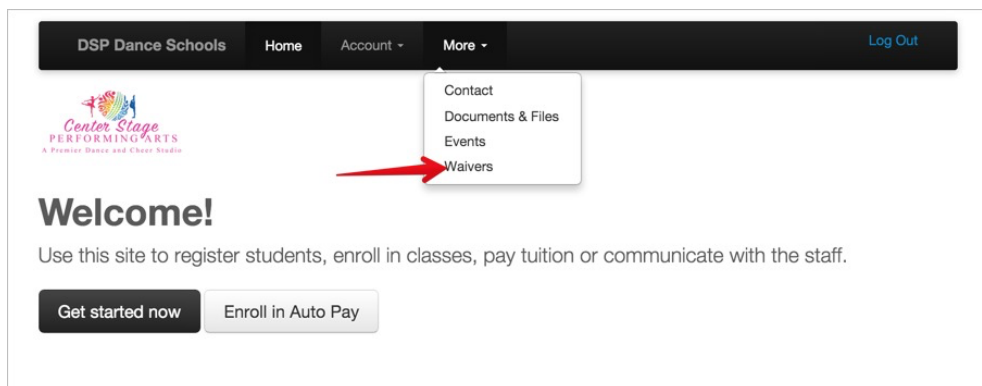 DSP Dance Schools Home Account More Log Out
Contact
Documents & Files
Events
Waivers
Center Stage
PERFORMING ARTS
A Premier Dance and Cheer Studio
Welcome!
Use this site to register students, enroll in classes, pay tuition or communicate with the staff.
Get started now Enroll in Auto Pay